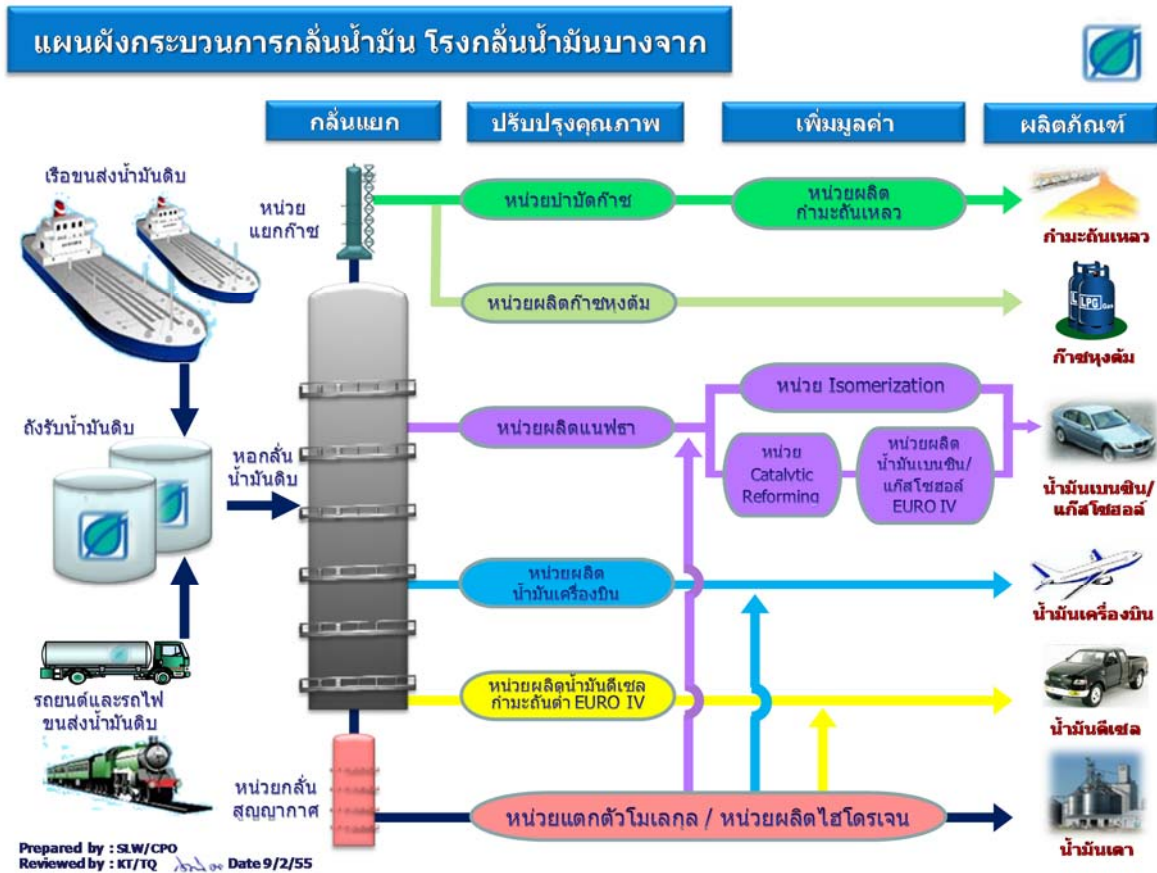 แผนผังกระบวนการกลั่นน้ำมัน โรงกลั่นน้ำมันบางจาก
กลั่นแยก
ปรับปรุงคุณภาพ
เพิ่มมูลค่า
ผลิตภัณฑ์
เรือขนส่งน้ำมันดิบ
หน่วย
แยกก๊าซ
หน่วยบำบัดก๊าซ
หน่วยผลิต
กำมะถันเหลว
กำมะถันเหลว
หน่วยผลิตก๊าซหุงต้ม
LPG Gas
ก๊าซหุงต้ม
ถังรับน้ำมันดิบ
หอกลั่น
น้ำมันดิบ
หน่วยผลิตแนฟธา
หน่วย Isomerization
หน่วย
Catalytic
Reforming
หน่วยผลิต
น้ำมันเบนซิน/
แก๊สโซฮอล์
EURO IV
น้ำมันเบนซิน/
แก๊สโซฮอล์
หน่วยผลิต
น้ำมันเครื่องบิน
น้ำมันเครื่องบิน
รถยนต์และรถไฟ
ขนส่งน้ำมันดิบ
หน่วยผลิตน้ำมันดีเซล
กำมะถันต่ำ EURO IV
น้ำมันดีเซล
หน่วยกลั่น
สูญญากาศ
หน่วยแตกตัวโมเลกุล / หน่วยผลิตไฮโดรเจน
น้ำมันเตา
Prepared by : SLW/CPO
Reviewed by : KT/TQ Date 9/2/55